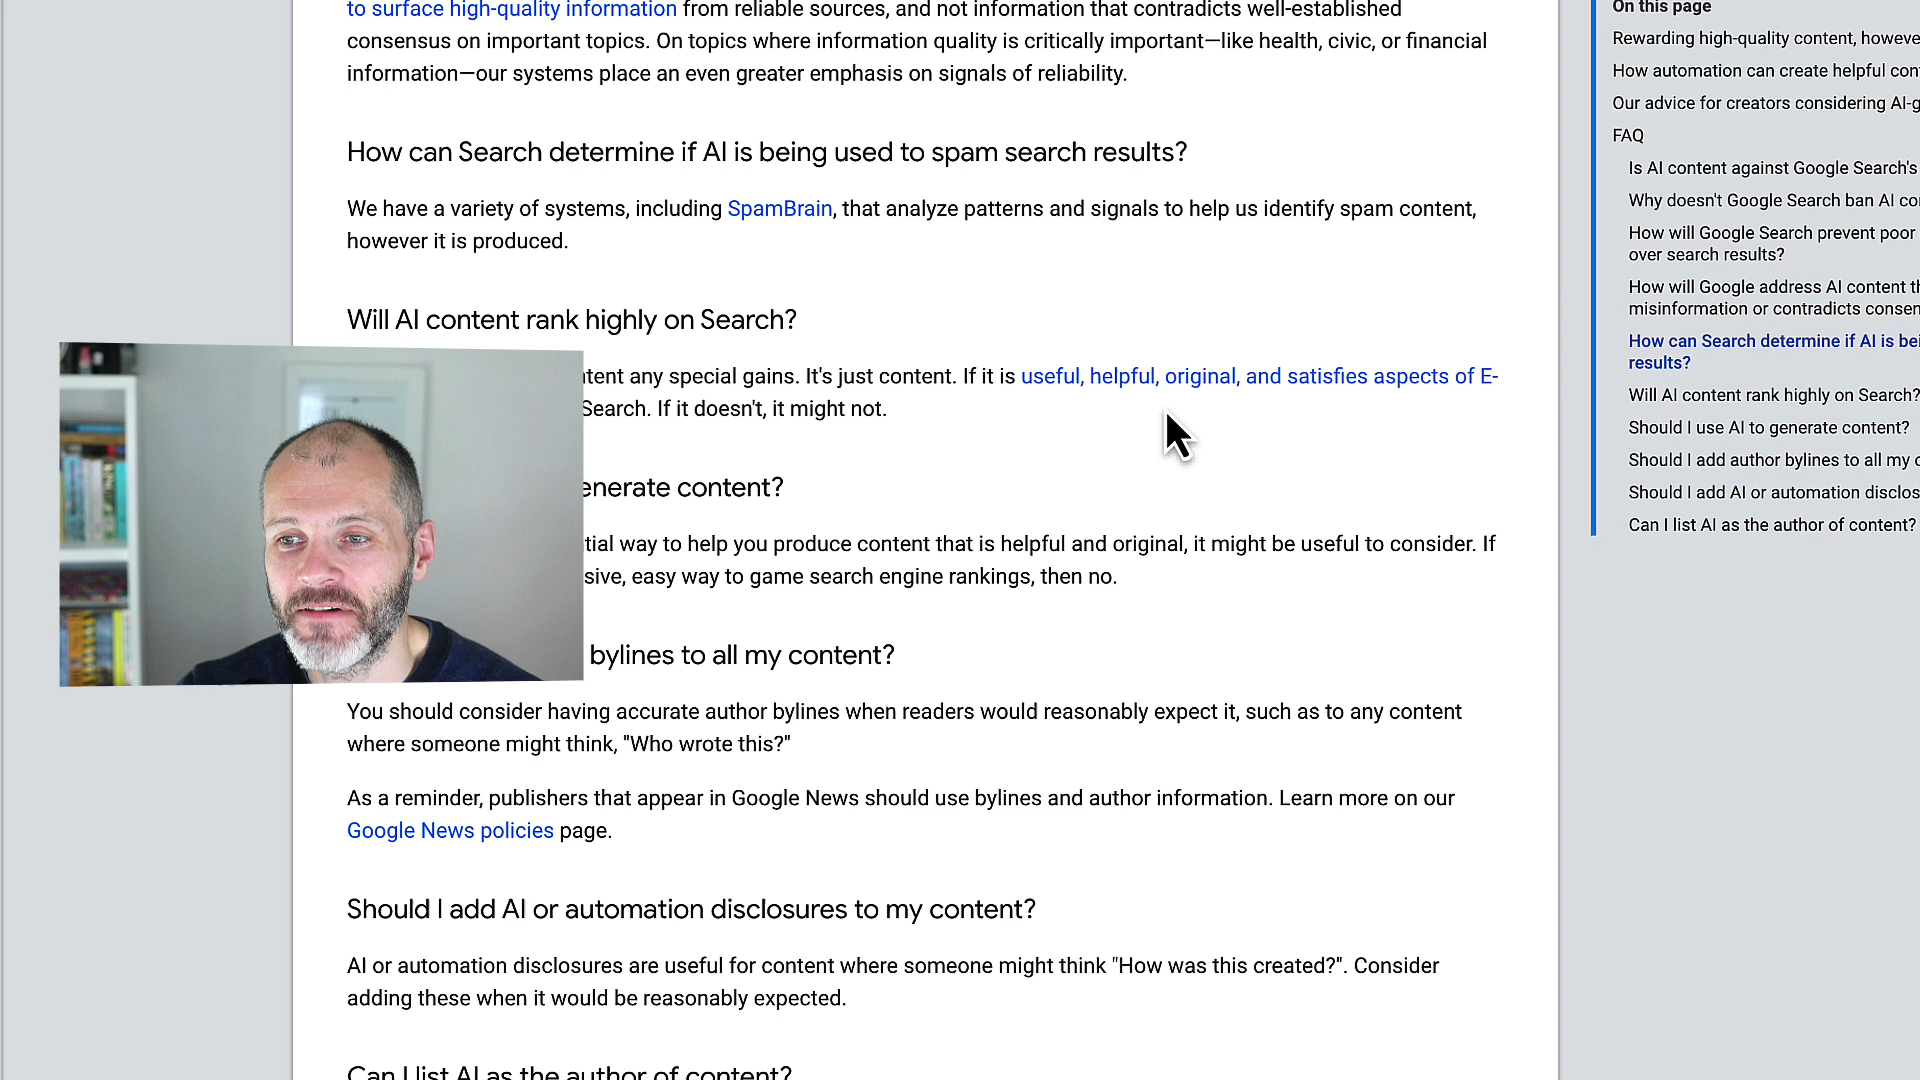 to surface high-quality information from reliable sources, and not information that contradicts well-established
consensus on important topics. On topics where information quality is critically important—like health, civic, or financial
information—our systems place an even greater emphasis on signals of reliability.
How can Search determine if AI is being used to spam search results?
We have a variety of systems, including SpamBrain, that analyze patterns and signals to help us identify spam content,
however it is produced.
Will AI content rank highly on Search?
any special gains. It's just content. If it is useful, helpful, original, and satisfies aspects of E-
Search. If it doesn't, it might not.
content?
way to help you produce content that is helpful and original, it might be useful to consider. If
easy way to game search engine rankings, then no.
bylines to all my content?
You should consider having accurate author bylines when readers would reasonably expect it, such as to any content
where someone might think, "Who wrote this?"
As a reminder, publishers that appear in Google News should use bylines and author information. Learn more on our
Google News policies page.
Should I add AI or automation disclosures to my content?
AI or automation disclosures are useful for content where someone might think "How was this created?". Consider
adding these when it would be reasonably expected.
Can I list AI as the author of content?
On this page
Rewarding high-quality content,
How automation can create helpful
Our advice for creators considering
FAQ
Is AI content against Google Search's
Why doesn't Google Search ban AI
How will Google Search prevent poor
over search results?
How will Google address AI content
misinformation or contradicts
How can Search determine if AI is
results?
Will AI content rank highly on Search?
Should I use AI to generate content?
Should I add author bylines to all my
Should I add AI or automation
Can I list AI as the author of content?